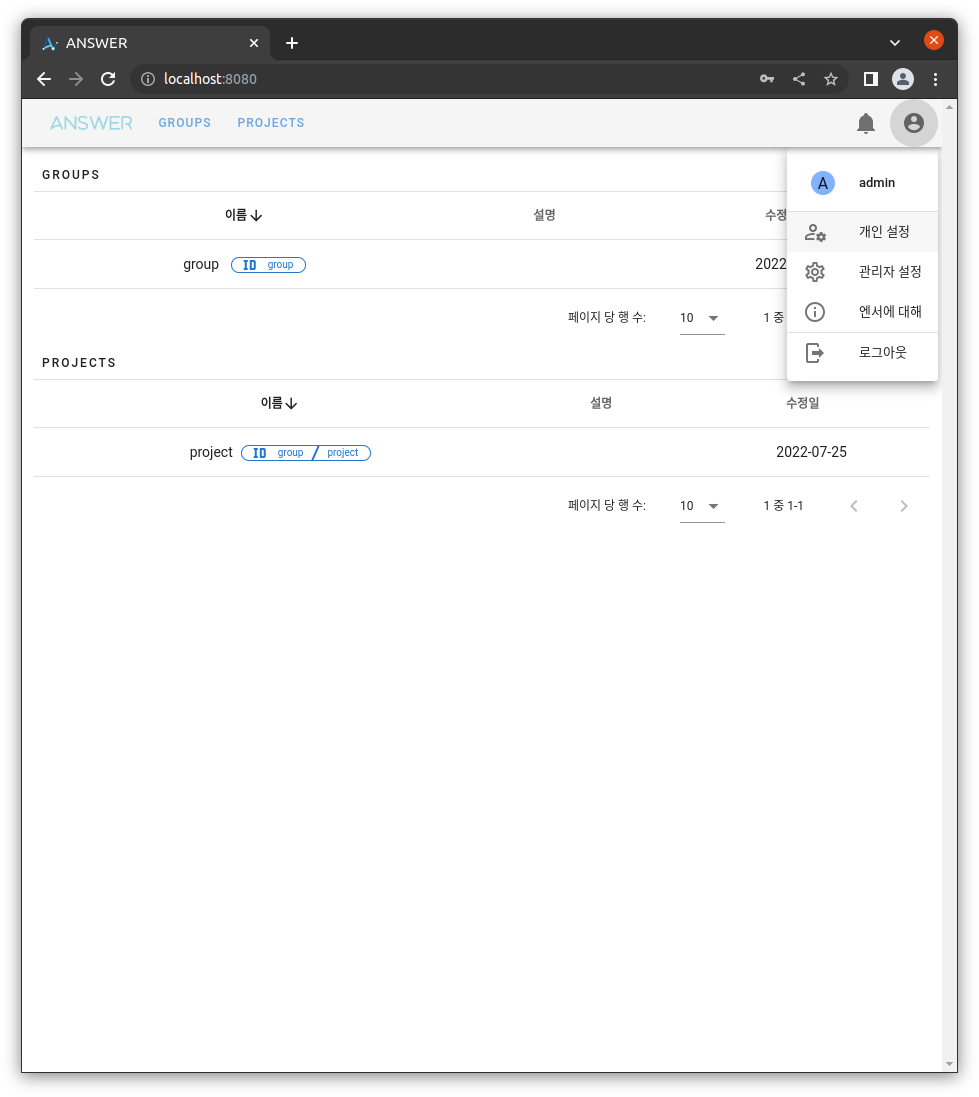 ANSWER
localhost:8080
ANSWER GROUPS PROJECTS
GROUPS
이름 설명 수정
group ID group 2022
페이지 당 행 수: 10 1 중
A admin
개인 설정
관리자 설정
엔서에 대해
로그아웃
PROJECTS
이름 설명 수정일
project ID group / project 2022-07-25
페이지 당 행 수: 10 1 중 1-1